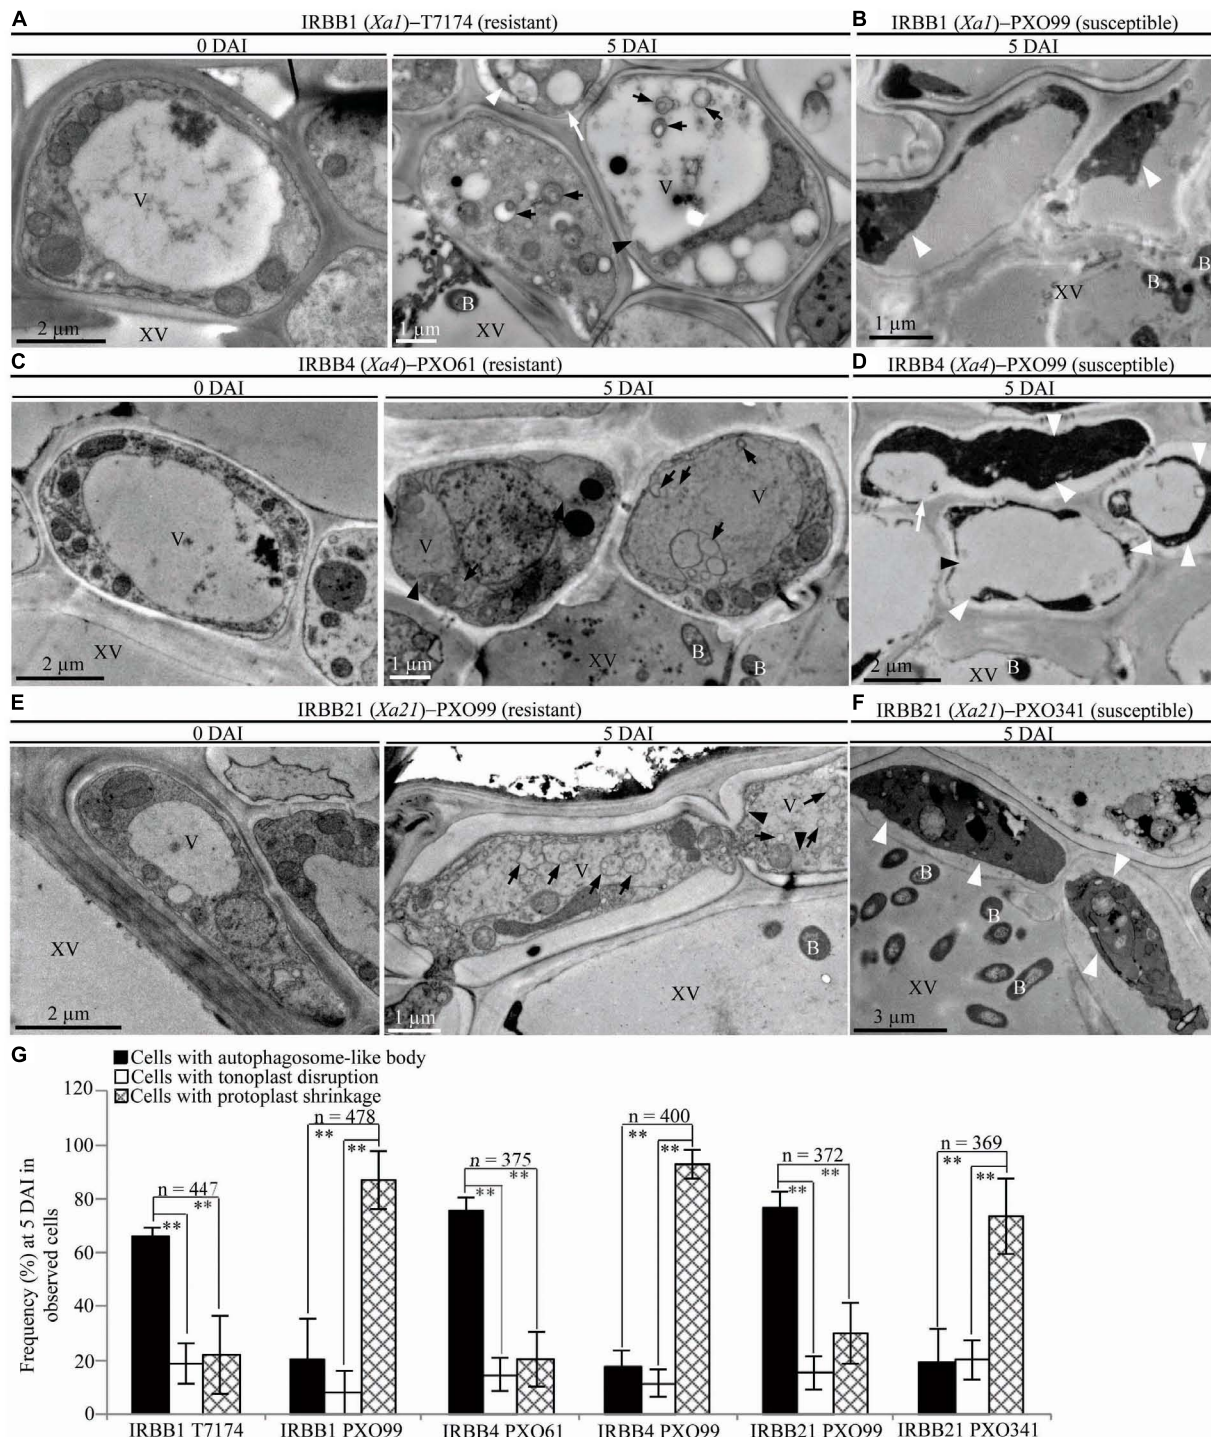 A IRBB1 (Xa1)–T7174 (resistant)
B IRBB1 (Xa1)–PXO99 (susceptible)
0 DAI
5 DAI
5 DAI
V
XV
2 µm
V
B
XV
1 µm
B
B
XV
1 µm
C IRBB4 (Xa4)–PXO61 (resistant)
D IRBB4 (Xa4)–PXO99 (susceptible)
0 DAI
5 DAI
5 DAI
V
XV
2 µm
V
V
B
B
XV
1 µm
XV
B
2 µm
E IRBB21 (Xa21)–PXO99 (resistant)
F IRBB21 (Xa21)–PXO341 (susceptible)
0 DAI
5 DAI
5 DAI
V
XV
2 µm
V
V
B
XV
1 µm
B
B
B
XV
3 µm
G
Cells with autophagosome-like body
Cells with tonoplast disruption
Cells with protoplast shrinkage
Frequency (%) at 5 DAI in
observed cells
120
100
80
60
40
20
0
n = 447
**
**
n = 478
**
**
n = 375
**
**
n = 400
**
**
n = 372
**
**
n = 369
**
**
IRBB1 T7174 IRBB1 PXO99 IRBB4 PXO61 IRBB4 PXO99 IRBB21 PXO99 IRBB21 PXO341